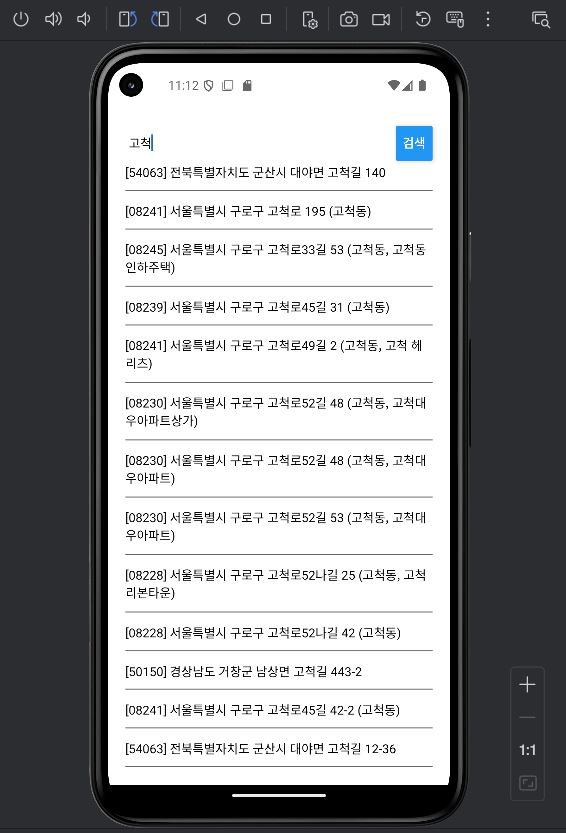 11:12
고척
검색
[54063] 전북특별자치도 군산시 대야면 고척길 140
[08241] 서울특별시 구로구 고척로 195 (고척동)
[08245] 서울특별시 구로구 고척로33길 53 (고척동, 고척동
인하주택)
[08239] 서울특별시 구로구 고척로45길 31 (고척동)
[08241] 서울특별시 구로구 고척로49길 2 (고척동, 고척 헤
리츠)
[08230] 서울특별시 구로구 고척로52길 48 (고척동, 고척대
우아파트상가)
[08230] 서울특별시 구로구 고척로52길 48 (고척동, 고척대
우아파트)
[08230] 서울특별시 구로구 고척로52길 53 (고척동, 고척대
우아파트)
[08228] 서울특별시 구로구 고척로52나길 25 (고척동, 고척
리본타운)
[08228] 서울특별시 구로구 고척로52나길 42 (고척동)
[50150] 경상남도 거창군 남상면 고척길 443-2
[08241] 서울특별시 구로구 고척로45길 42-2 (고척동)
[54063] 전북특별자치도 군산시 대야면 고척길 12-36
1:1